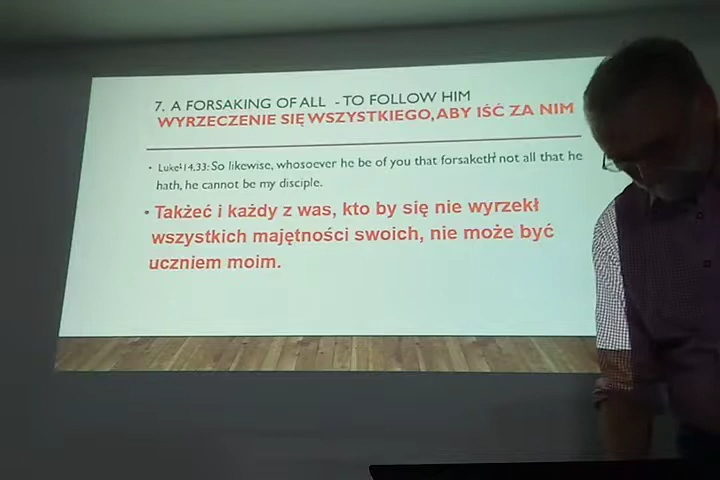 7. A FORSAKING OF ALL - TO FOLLOW HIM
WYRZECZENIE SIĘ WSZYSTKIEGO, ABY IŚĆ ZA NIM
• Luke 14.33: So likewise, whosoever he be of you that forsaketh not all that he
hath, he cannot be my disciple.
• Takżeć i każdy z was, kto by się nie wyrzekł
wszystkich majętności swoich, nie może być
uczniem moim.